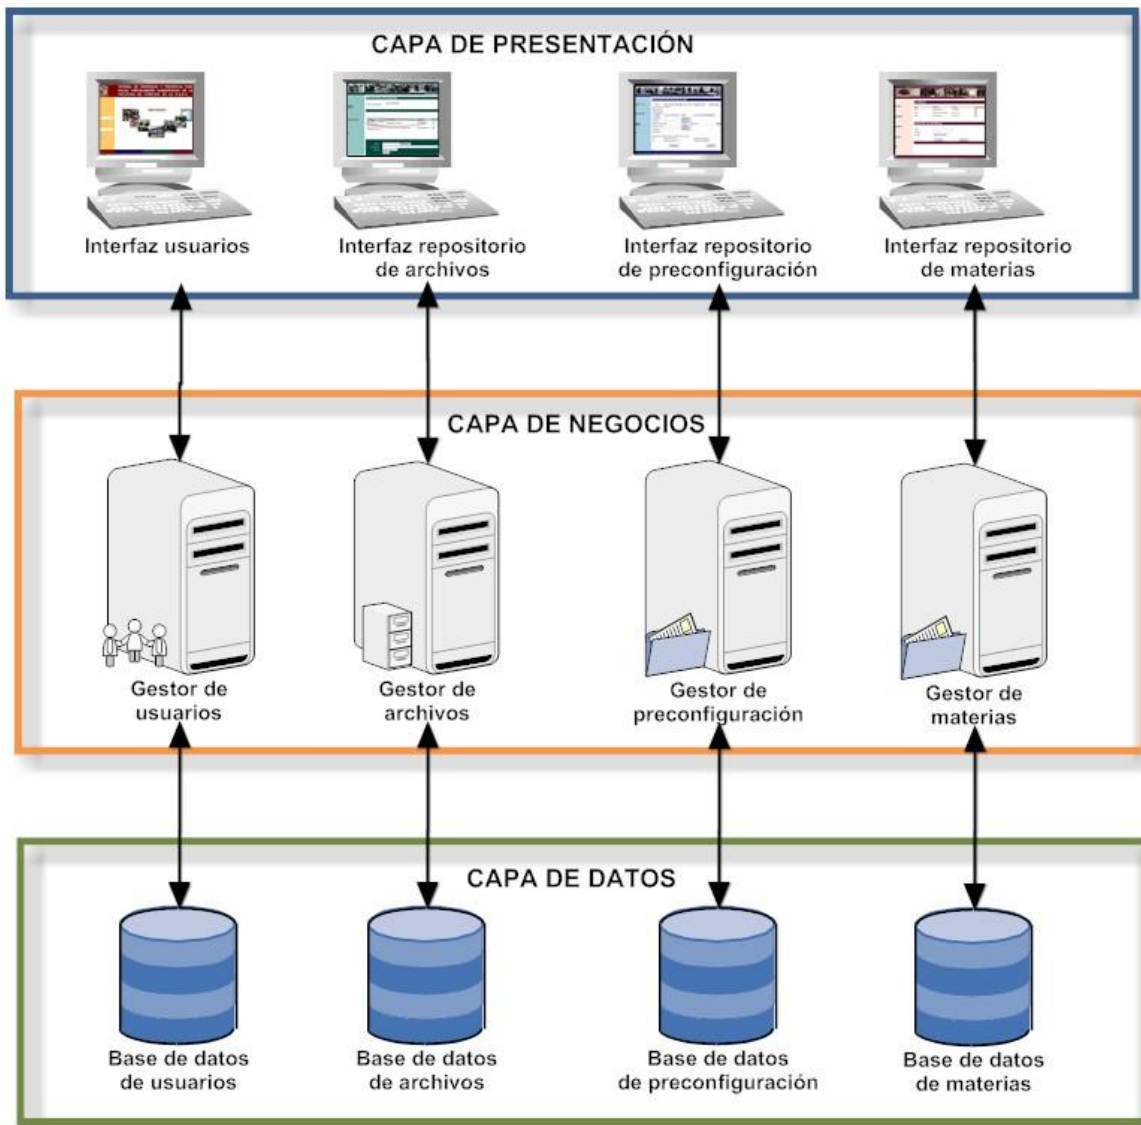 CAPA DE PRESENTACIÓN
Interfaz usuarios
Interfaz repositorio
de archivos
Interfaz repositorio
de preconfiguración
Interfaz repositorio
de materias
CAPA DE NEGOCIOS
Gestor de
usuarios
Gestor de
archivos
Gestor de
preconfiguración
Gestor de
materias
CAPA DE DATOS
Base de datos
de usuarios
Base de datos
de archivos
Base de datos
de preconfiguración
Base de datos
de materias